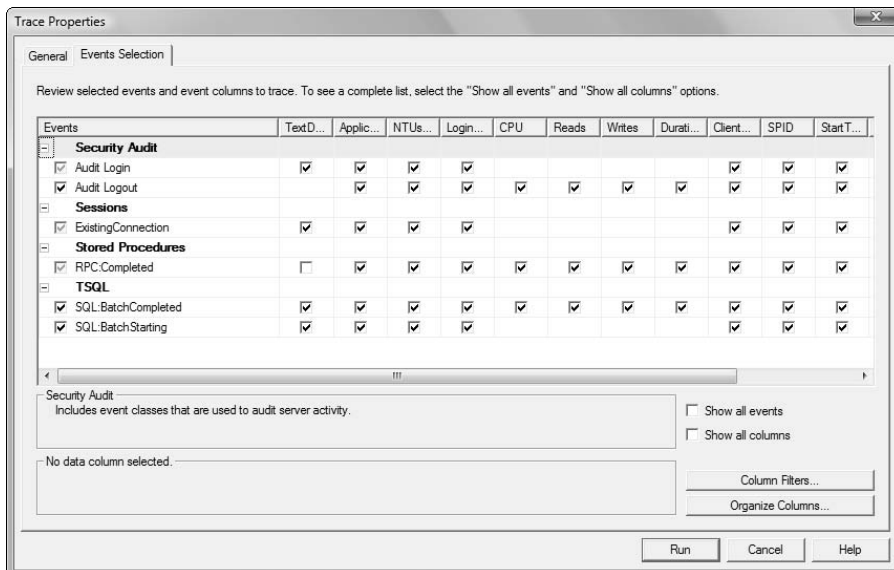 Trace Properties
General Events Selection
Review selected events and event columns to trace. To see a complete list, select the "Show all events" and "Show all columns" options.
Events TextD... Applic... NTUs... Login... CPU Reads Writes Durati... Client... SPID StartT...
Security Audit
Audit Login
Audit Logout
Sessions
ExistingConnection
Stored Procedures
RPC:Completed
TSQL
SQL:BatchCompleted
SQL:BatchStarting
Security Audit
Includes event classes that are used to audit server activity.
Show all events
Show all columns
No data column selected.
Column Filters...
Organize Columns...
Run Cancel Help